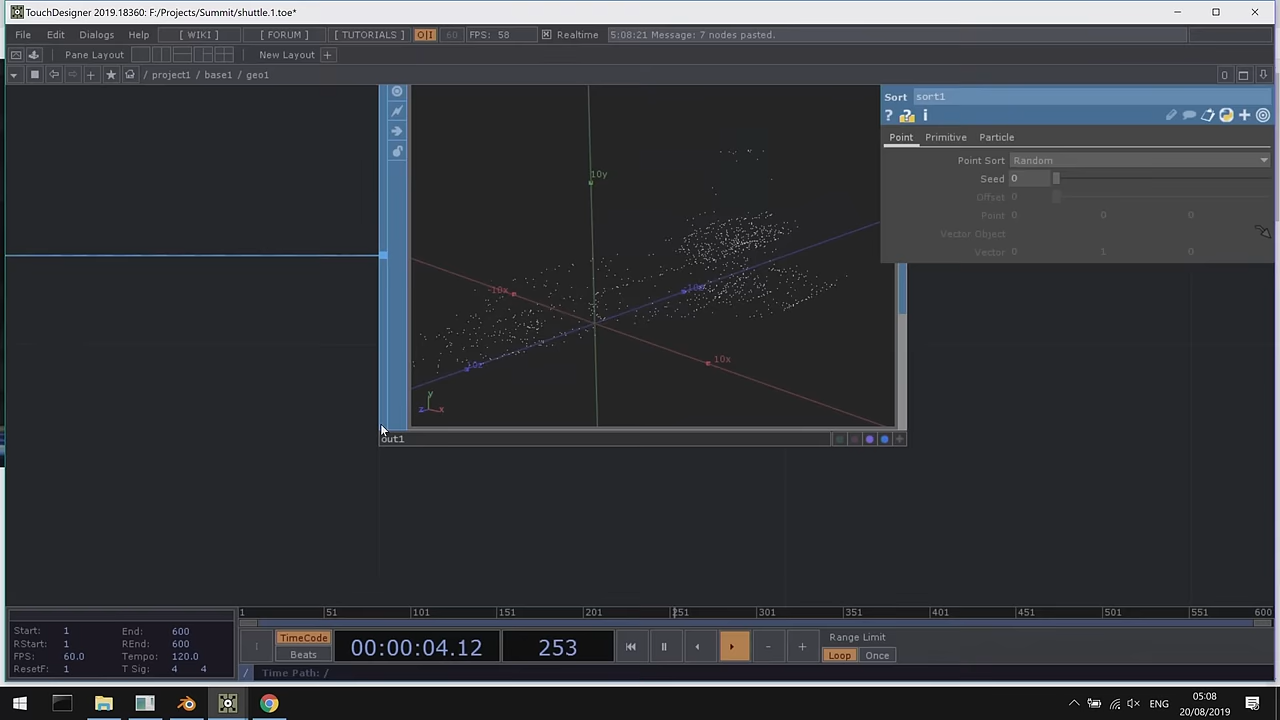 TouchDesigner 2019.18360: F:/Projects/Summit/shuttle.1.toe*
File Edit Dialogs Help [ WIKI ] [ FORUM ] [ TUTORIALS ] O|I 60 FPS: 58 Realtime 5:08:21 Message: 7 nodes pasted.
Pane Layout New Layout +
/ project1 / base1 / geo1 0
Sort sort1
? ? i
Point Primitive Particle
Point Sort Random
Seed 0
Offset 0
Point 0 0 0
Vector Object
Vector 0 1 0
10y
-10x
-10z
10x
10z
y
z x
out1
1 51 101 151 201 251 301 351 401 451 501 551 600
Start: 1 End: 600
RStart: 1 REnd: 600
FPS: 60.0 Tempo: 120.0
ResetF: 1 T Sig: 4 4
TimeCode
Beats
00:00:04.12
253
- +
Range Limit
Loop Once
/ Time Path: /
ENG
05:08
20/08/2019